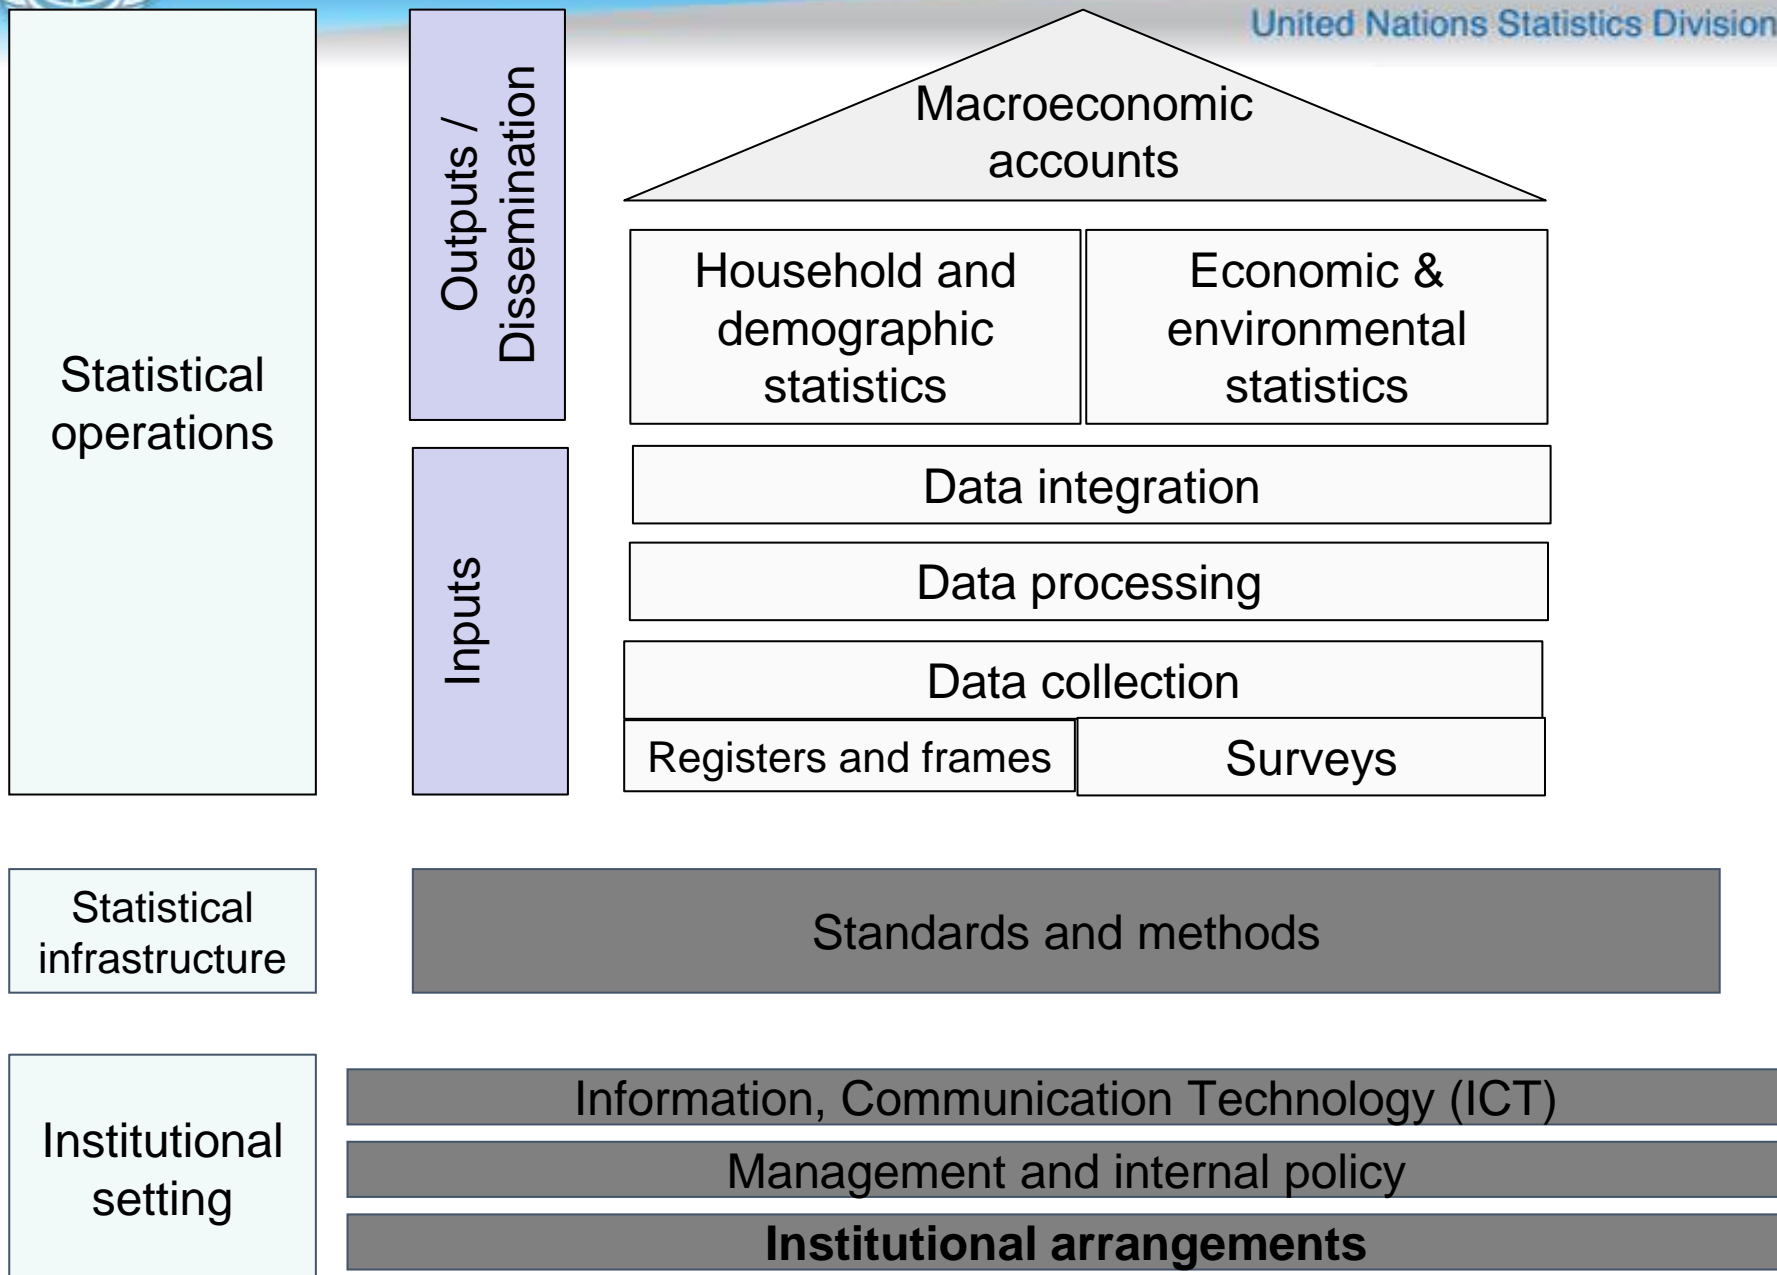 United Nations Statistics Division
Statistical
operations
Outputs /
Dissemination
Macroeconomic
accounts
Household and
demographic
statistics
Economic &
environmental
statistics
Inputs
Data integration
Data processing
Data collection
Registers and frames
Surveys
Statistical
infrastructure
Standards and methods
Institutional
setting
Information, Communication Technology (ICT)
Management and internal policy
Institutional arrangements